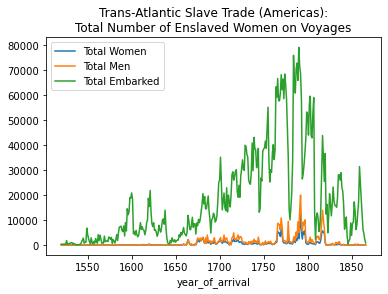 Trans-Atlantic Slave Trade (Americas):
Total Number of Enslaved Women on Voyages
Total Women
Total Men
Total Embarked
80000
70000
60000
50000
40000
30000
20000
10000
0
1550 1600 1650 1700 1750 1800 1850
year_of_arrival